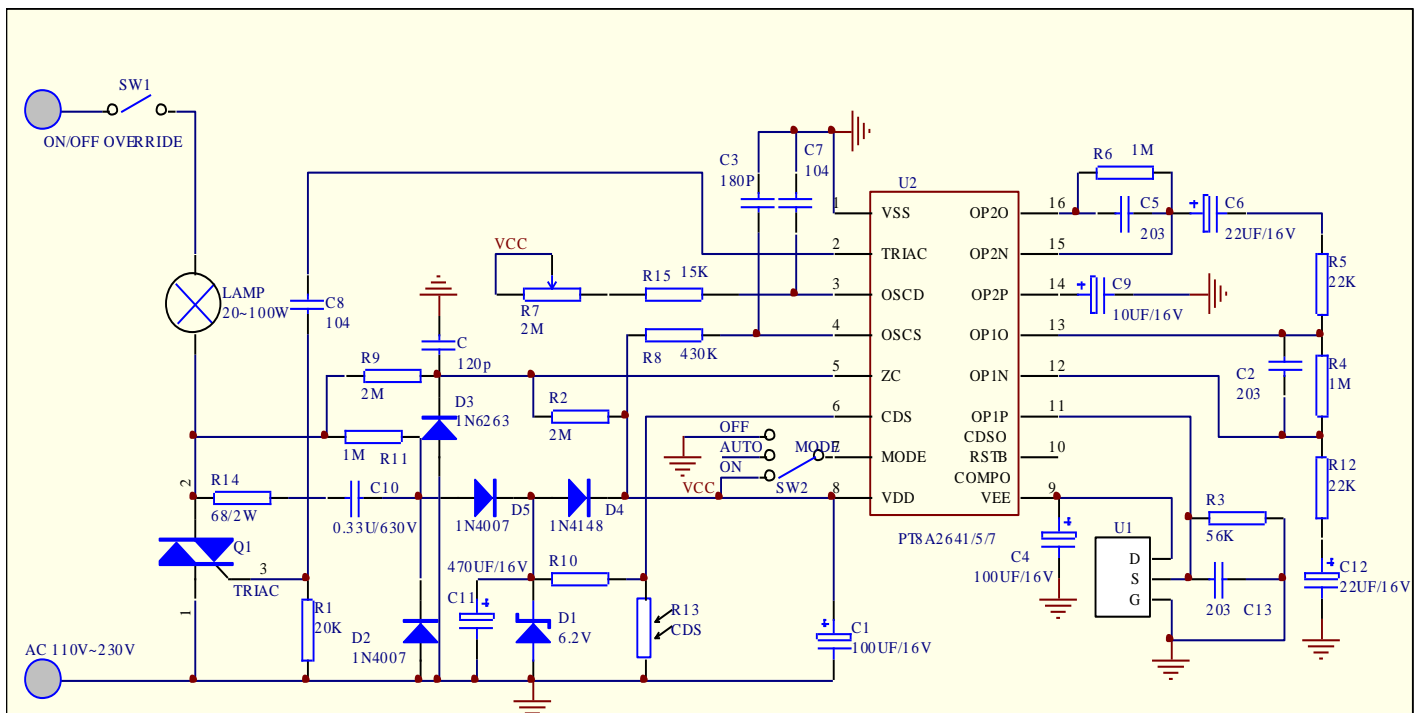 SW1
ON/OFF OVERRIDE
LAMP
20~100W
C8
104
C3
180P
C7
104
VCC
R7
2M
R15 15K
R8 430K
C
120p
R9
2M
D3
1N6263
R2
2M
1M R11
R14
68/2W
C10
0.33U/630V
D5
1N4007
D4
1N4148
2
Q1
3
TRIAC
1
R1
20K
D2
1N4007
470UF/16V
C11
R10
D1
6.2V
R13
CDS
AC 110V~230V
OFF
AUTO
ON
MODE
SW2
VCC
C1
100UF/16V
U2
1 VSS OP2O 16
2 TRIAC OP2N 15
3 OSCD OP2P 14
4 OSCS OP1O 13
5 ZC OP1N 12
6 CDS OP1P 11
CDSO
7 MODE RSTB 10
COMPO
8 VDD VEE 9
PT8A2641/5/7
R6 1M
C5
203
C6
22UF/16V
C9
10UF/16V
R5
22K
C2
203
R4
1M
R12
22K
C12
22UF/16V
C4
100UF/16V
U1
D
S
G
R3
56K
203 C13